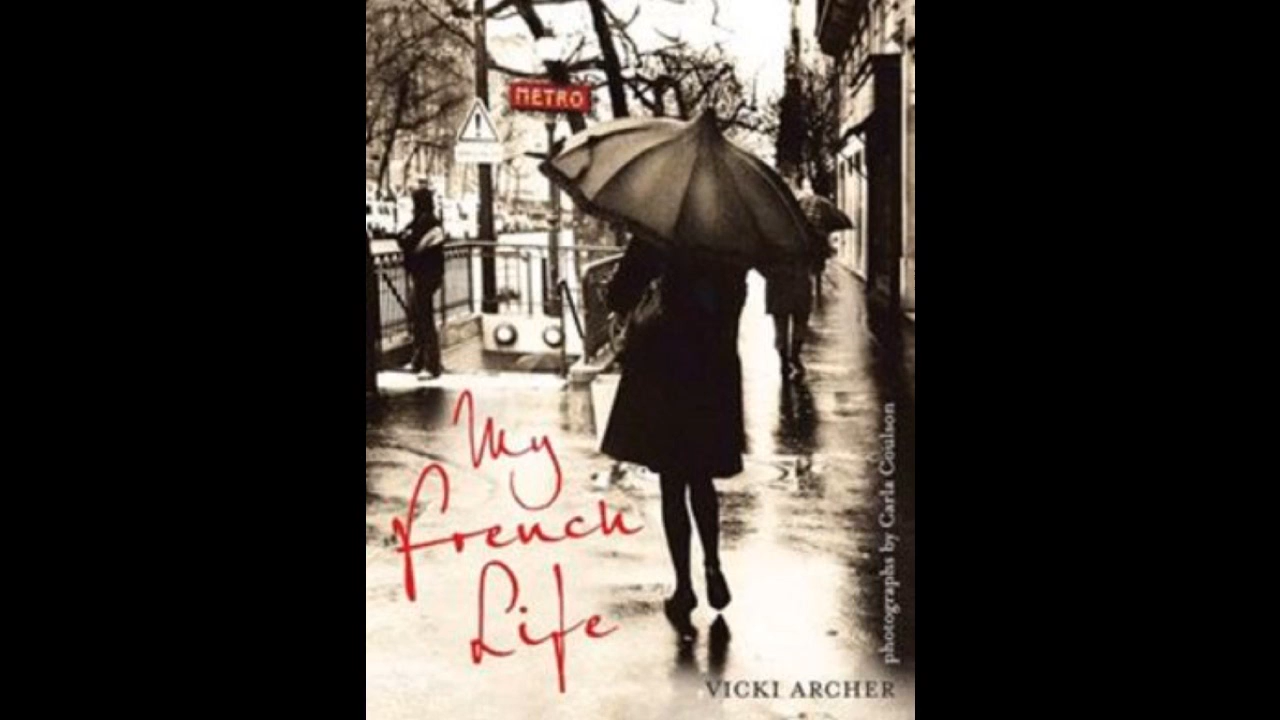 METRO
My
French
Life
photographs by Carla Coulson
VICKI ARCHER